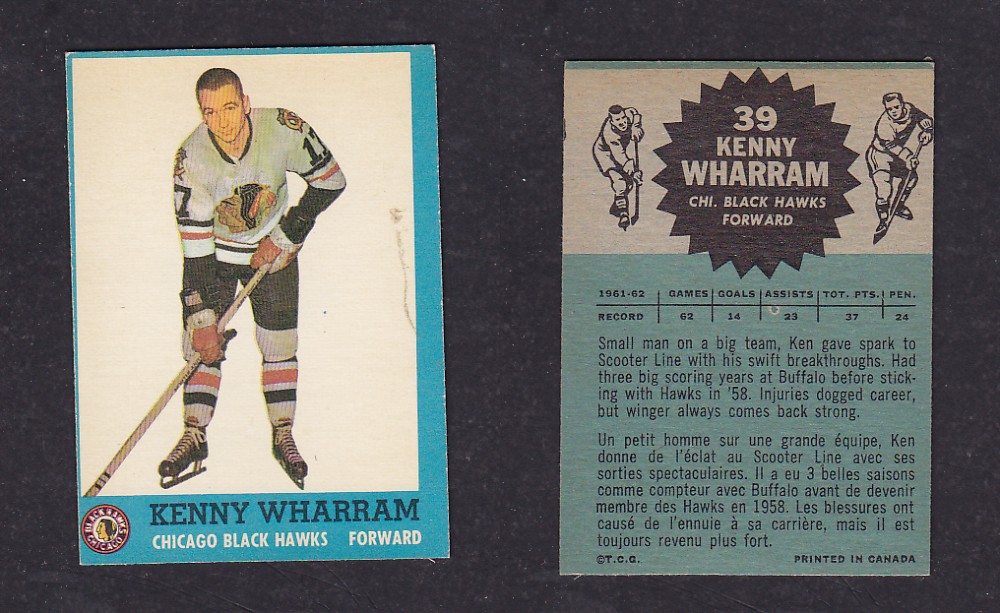 17
7
BLACK HAWKS
CHICAGO
KENNY WHARRAM
CHICAGO BLACK HAWKS FORWARD
39
KENNY
WHARRAM
CHI. BLACK HAWKS
FORWARD
1961-62 GAMES GOALS ASSISTS TOT. PTS. PEN.
RECORD 62 14 23 37 24
Small man on a big team, Ken gave spark to
Scooter Line with his swift breakthroughs. Had
three big scoring years at Buffalo before stick-
ing with Hawks in '58. Injuries dogged career,
but winger always comes back strong.
Un petit homme sur une grande équipe, Ken
donne de l'éclat au Scooter Line avec ses
sorties spectaculaires. Il a eu 3 belles saisons
comme compteur avec Buffalo avant de devenir
membre des Hawks en 1958. Les blessures ont
causé de l'ennuie à sa carrière, mais il est
toujours revenu plus fort.
©T.C.G. PRINTED IN CANADA